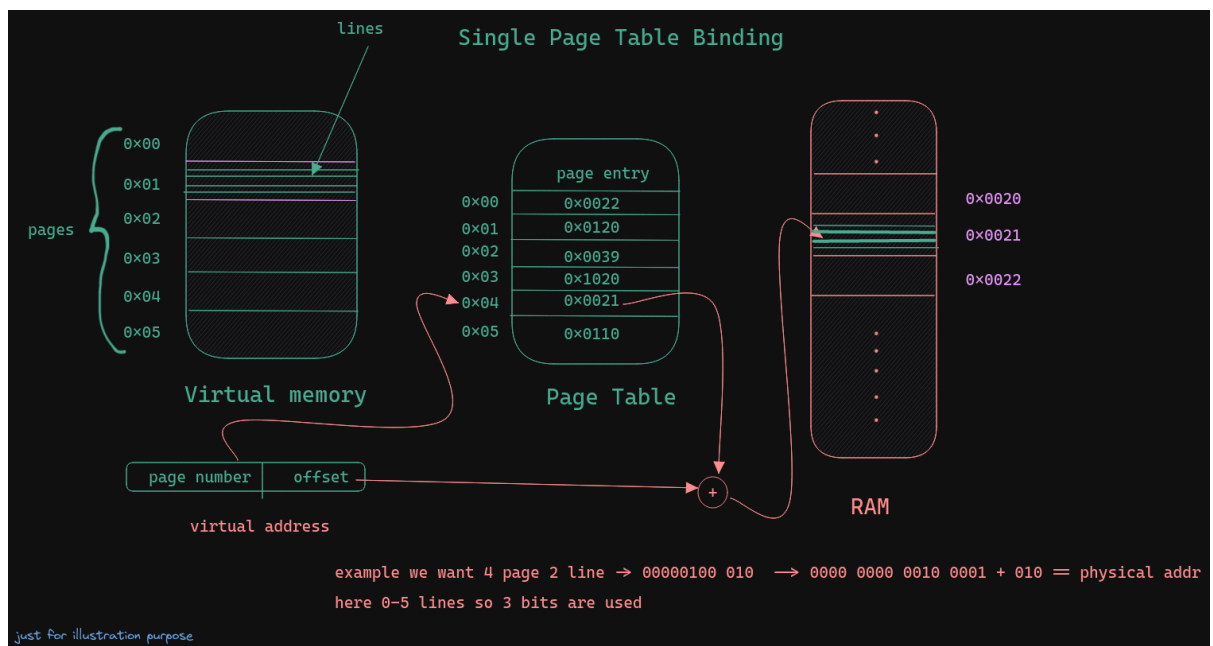 lines
Single Page Table Binding
pages
0×00
0×01
0×02
0×03
0×04
0×05
Virtual memory
page entry
0×00 0×0022
0×01 0×0120
0×02 0×0039
0×03 0×1020
0×04 0×0021
0×05 0×0110
Page Table
0×0020
0×0021
0×0022
RAM
page number offset
virtual address
+
example we want 4 page 2 line → 00000100 010 → 0000 0000 0010 0001 + 010 == physical addr
here 0-5 lines so 3 bits are used
just for illustration purpose